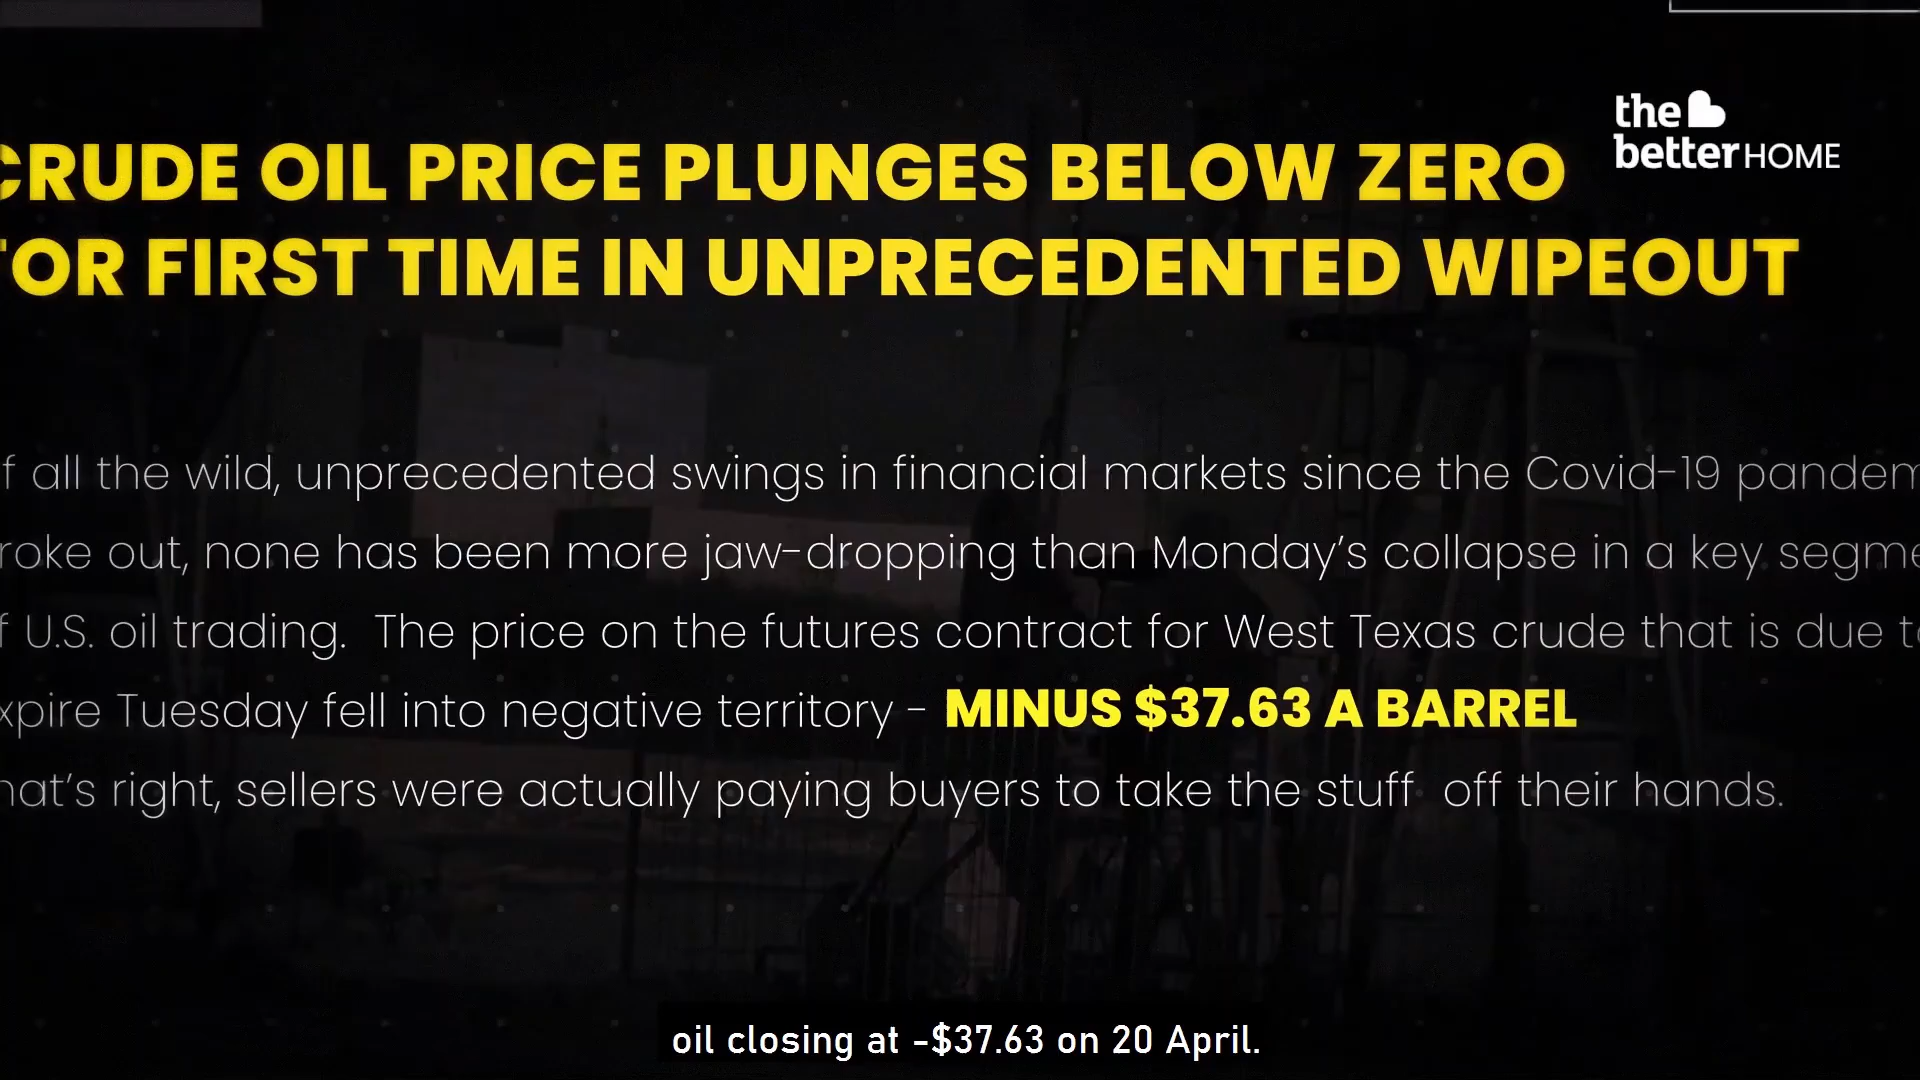 the
better HOME
CRUDE OIL PRICE PLUNGES BELOW ZERO
FOR FIRST TIME IN UNPRECEDENTED WIPEOUT
f all the wild, unprecedented swings in financial markets since the Covid-19 pandem
roke out, none has been more jaw-dropping than Monday’s collapse in a key segme
f U.S. oil trading. The price on the futures contract for West Texas crude that is due to
xpire Tuesday fell into negative territory - MINUS $37.63 A BARREL
hat’s right, sellers were actually paying buyers to take the stuff off their hands.
oil closing at -$37.63 on 20 April.